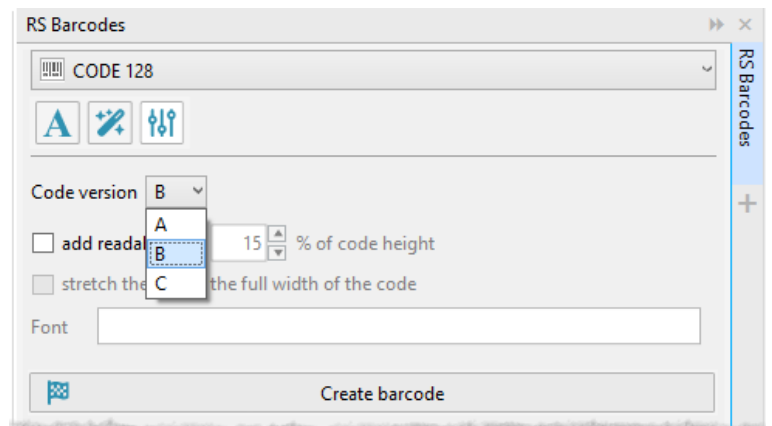 RS Barcodes
CODE 128
RS Barcodes
A
Code version B
A
B
C
add reada 15 % of code height
stretch the the full width of the code
Font
Create barcode